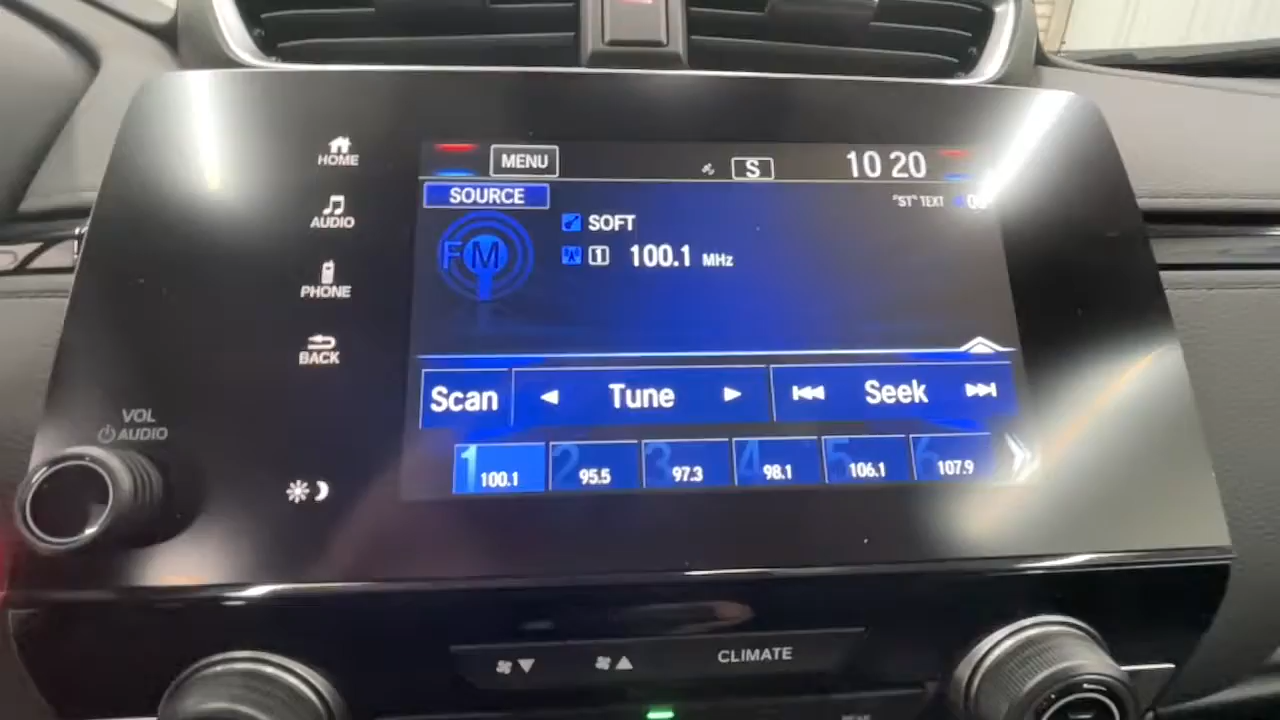 HOME
MENU
S
10 20
SOURCE
"ST" TEXT
AUDIO
SOFT
FM
1 100.1 MHz
PHONE
BACK
Scan
Tune
Seek
VOL
AUDIO
1 100.1
2 95.5
3 97.3
4 98.1
5 106.1
6 107.9
CLIMATE